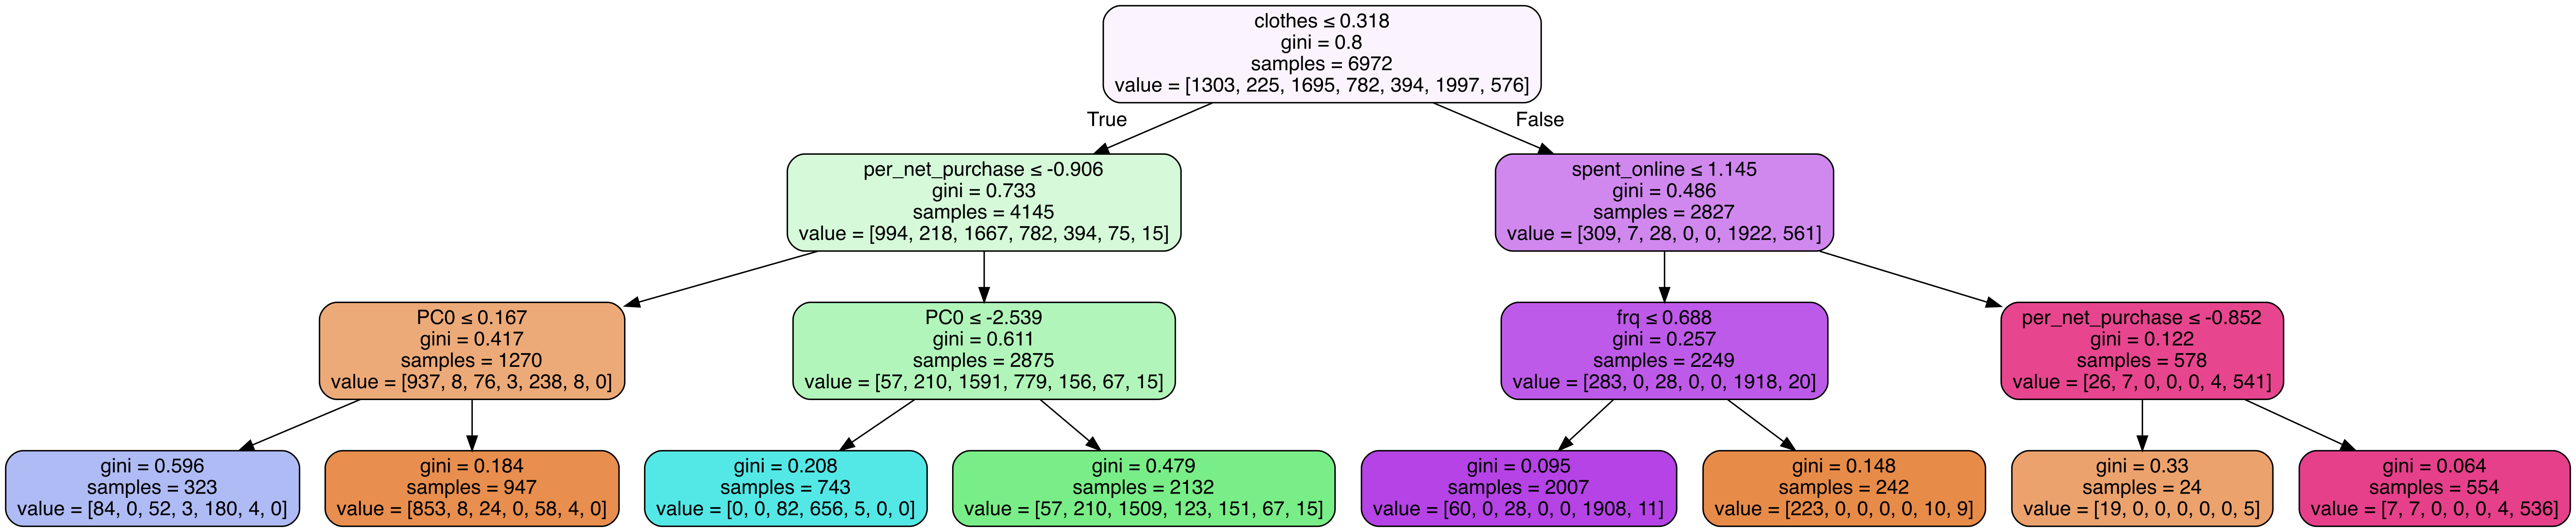 clothes ≤ 0.318
gini = 0.8
samples = 6972
value = [1303, 225, 1695, 782, 394, 1997, 576]
True
False
per_net_purchase ≤ -0.906
gini = 0.733
samples = 4145
value = [994, 218, 1667, 782, 394, 75, 15]
spent_online ≤ 1.145
gini = 0.486
samples = 2827
value = [309, 7, 28, 0, 0, 1922, 561]
PC0 ≤ 0.167
gini = 0.417
samples = 1270
value = [937, 8, 76, 3, 238, 8, 0]
PC0 ≤ -2.539
gini = 0.611
samples = 2875
value = [57, 210, 1591, 779, 156, 67, 15]
frq ≤ 0.688
gini = 0.257
samples = 2249
value = [283, 0, 28, 0, 0, 1918, 20]
per_net_purchase ≤ -0.852
gini = 0.122
samples = 578
value = [26, 7, 0, 0, 0, 4, 541]
gini = 0.596
samples = 323
value = [84, 0, 52, 3, 180, 4, 0]
gini = 0.184
samples = 947
value = [853, 8, 24, 0, 58, 4, 0]
gini = 0.208
samples = 743
value = [0, 0, 82, 656, 5, 0, 0]
gini = 0.479
samples = 2132
value = [57, 210, 1509, 123, 151, 67, 15]
gini = 0.095
samples = 2007
value = [60, 0, 28, 0, 0, 1908, 11]
gini = 0.148
samples = 242
value = [223, 0, 0, 0, 0, 10, 9]
gini = 0.33
samples = 24
value = [19, 0, 0, 0, 0, 0, 5]
gini = 0.064
samples = 554
value = [7, 7, 0, 0, 0, 4, 536]